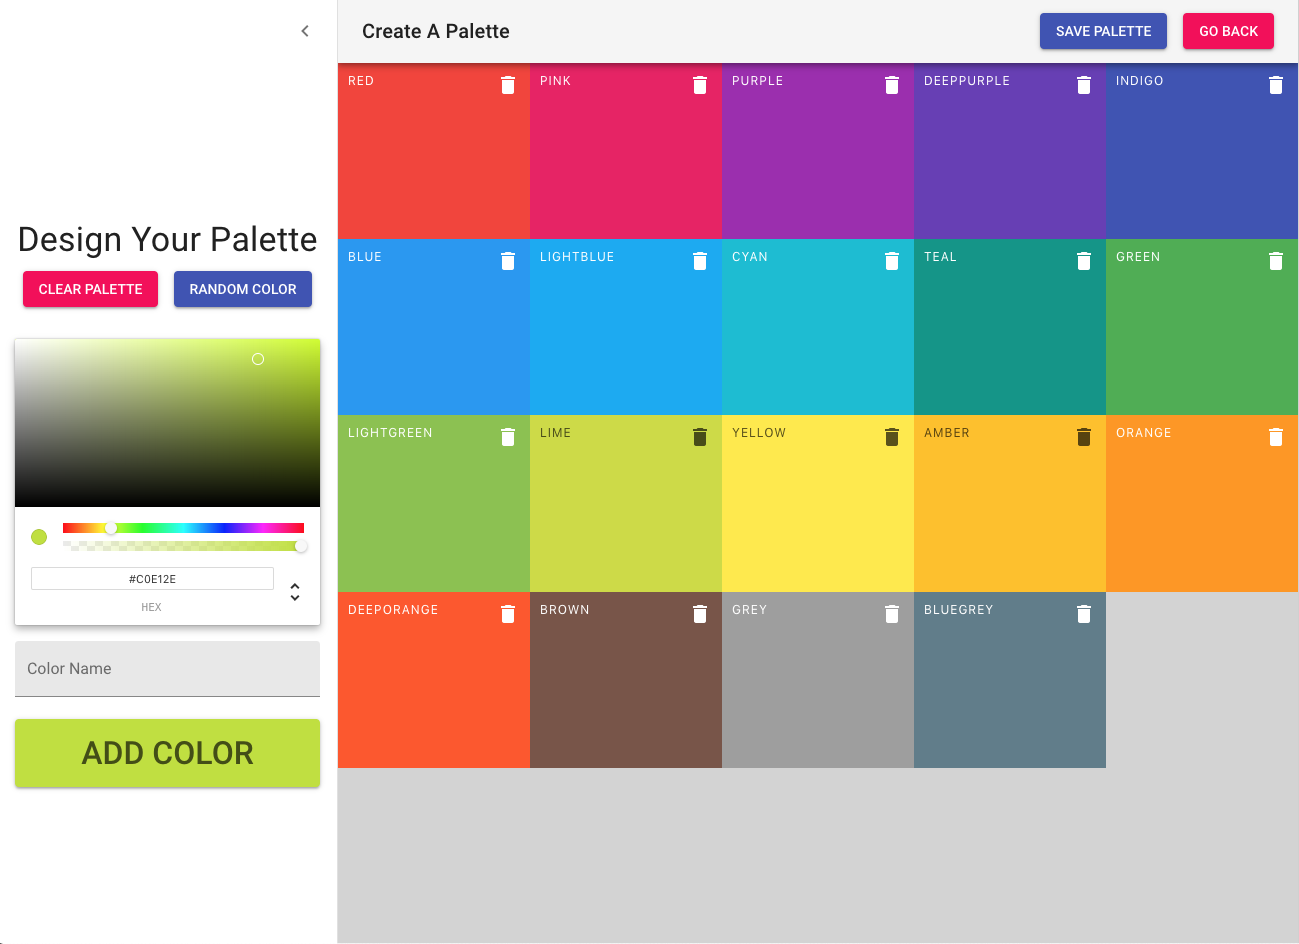 Create A Palette
SAVE PALETTE
GO BACK
Design Your Palette
CLEAR PALETTE
RANDOM COLOR
#C0E12E
HEX
Color Name
ADD COLOR
RED
PINK
PURPLE
DEEPPURPLE
INDIGO
BLUE
LIGHTBLUE
CYAN
TEAL
GREEN
LIGHTGREEN
LIME
YELLOW
AMBER
ORANGE
DEEPORANGE
BROWN
GREY
BLUEGREY